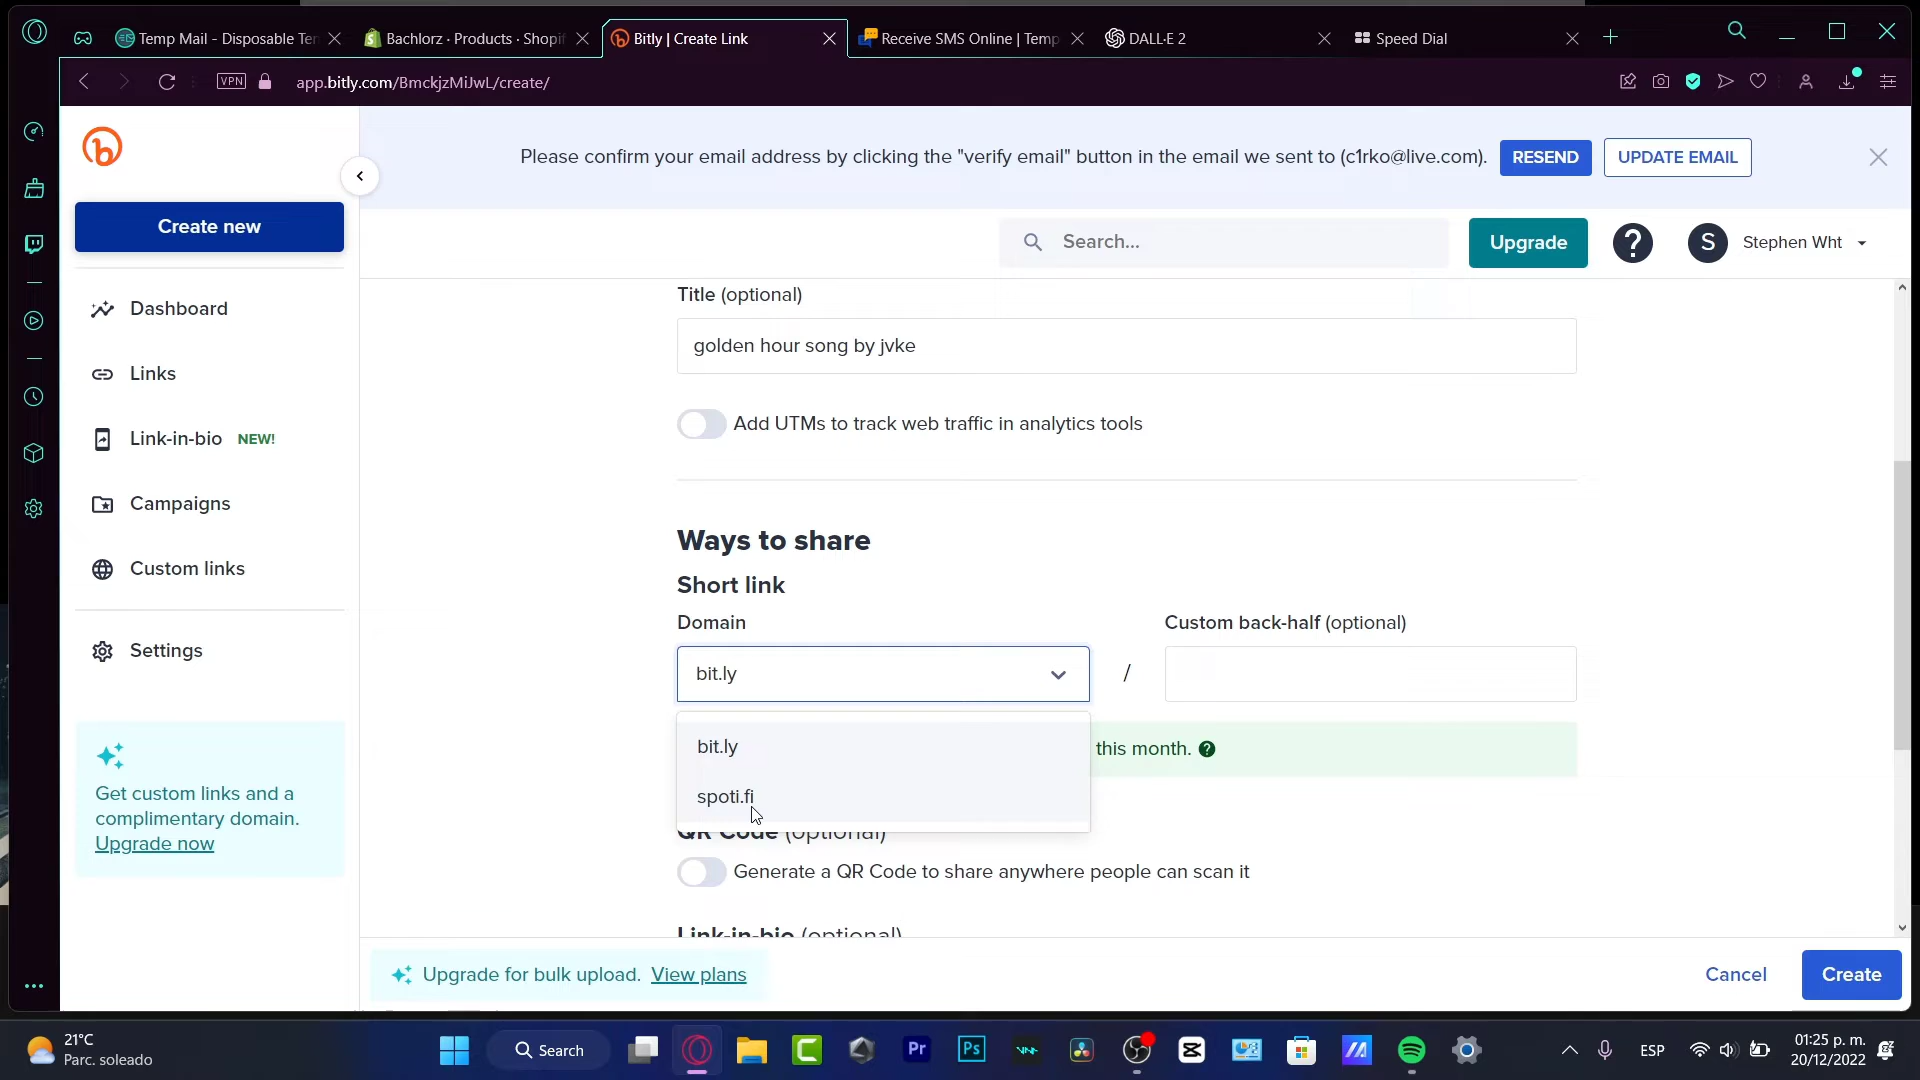 Temp Mail - Disposable Ter
Bachlorz · Products · Shopif
Bitly | Create Link
Receive SMS Online | Temp
DALL·E 2
Speed Dial
VPN
app.bitly.com/BmckjzMiJwL/create/
Please confirm your email address by clicking the "verify email" button in the email we sent to (c1rko@live.com).
RESEND
UPDATE EMAIL
Create new
Search...
Upgrade
?
S
Stephen Wht
Dashboard
Links
Link-in-bio NEW!
Campaigns
Custom links
Settings
Get custom links and a
complimentary domain.
Upgrade now
Title (optional)
golden hour song by jvke
Add UTMs to track web traffic in analytics tools
Ways to share
Short link
Domain
Custom back-half (optional)
bit.ly
/
bit.ly
this month. ?
spoti.fi
QR Code (optional)
Generate a QR Code to share anywhere people can scan it
Link-in-bio (optional)
Upgrade for bulk upload. View plans
Cancel
Create
21°C
Parc. soleado
Search
Pr
Ps
ESP
01:25 p. m.
20/12/2022